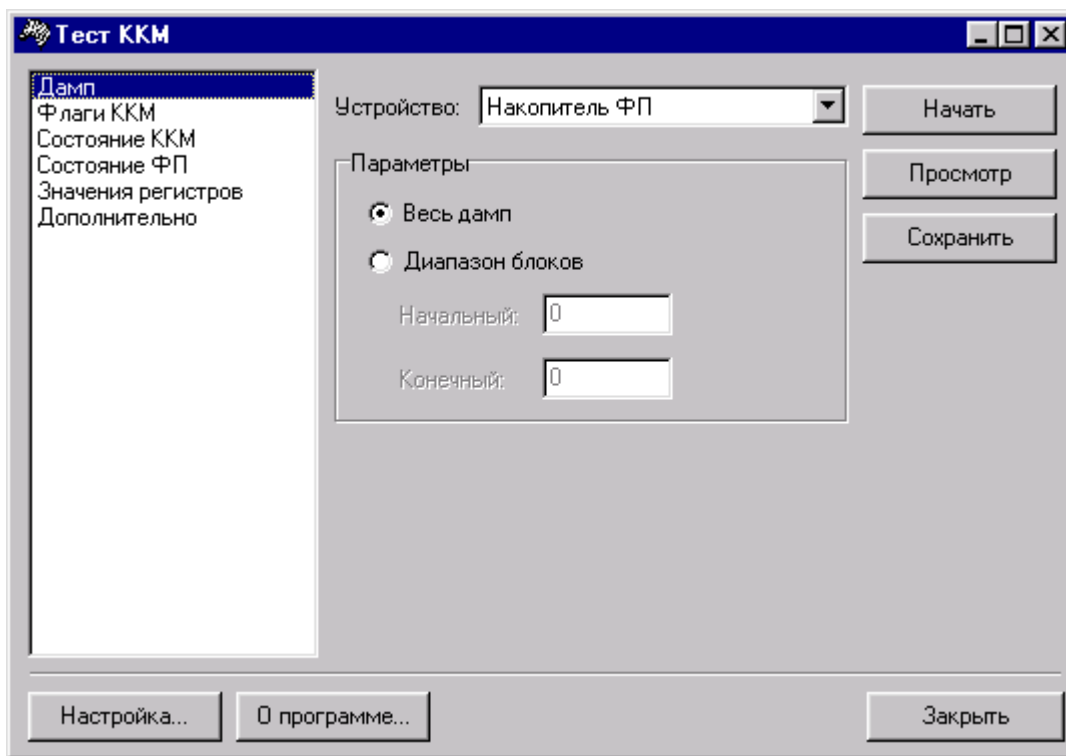 Тест ККМ
Дамп
Флаги ККМ
Состояние ККМ
Состояние ФП
Значения регистров
Дополнительно
Устройство: Накопитель ФП
Параметры
Весь дамп
Диапазон блоков
Начальный: 0
Конечный: 0
Начать
Просмотр
Сохранить
Настройка... О программе... Закрыть